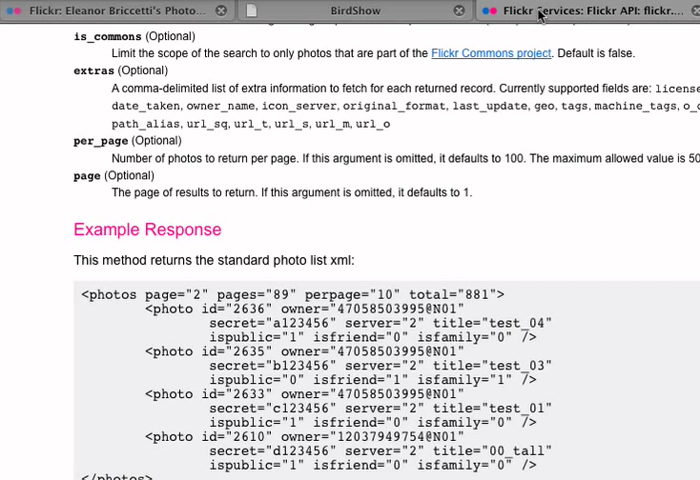 Flickr: Eleanor Briccetti's Photo... BirdShow Flickr Services: Flickr API: flickr....
is_commons (Optional)
Limit the scope of the search to only photos that are part of the Flickr Commons project. Default is false.
extras (Optional)
A comma-delimited list of extra information to fetch for each returned record. Currently supported fields are: license
date_taken, owner_name, icon_server, original_format, last_update, geo, tags, machine_tags, o_
path_alias, url_sq, url_t, url_s, url_m, url_o
per_page (Optional)
Number of photos to return per page. If this argument is omitted, it defaults to 100. The maximum allowed value is 50
page (Optional)
The page of results to return. If this argument is omitted, it defaults to 1.
Example Response
This method returns the standard photo list xml:
<photos page="2" pages="89" perpage="10" total="881">
<photo id="2636" owner="47058503995@N01"
secret="a123456" server="2" title="test_04"
ispublic="1" isfriend="0" isfamily="0" />
<photo id="2635" owner="47058503995@N01"
secret="b123456" server="2" title="test_03"
ispublic="0" isfriend="1" isfamily="1" />
<photo id="2633" owner="47058503995@N01"
secret="c123456" server="2" title="test_01"
ispublic="1" isfriend="0" isfamily="0" />
<photo id="2610" owner="12037949754@N01"
secret="d123456" server="2" title="00_tall"
ispublic="1" isfriend="0" isfamily="0" />
</photos>